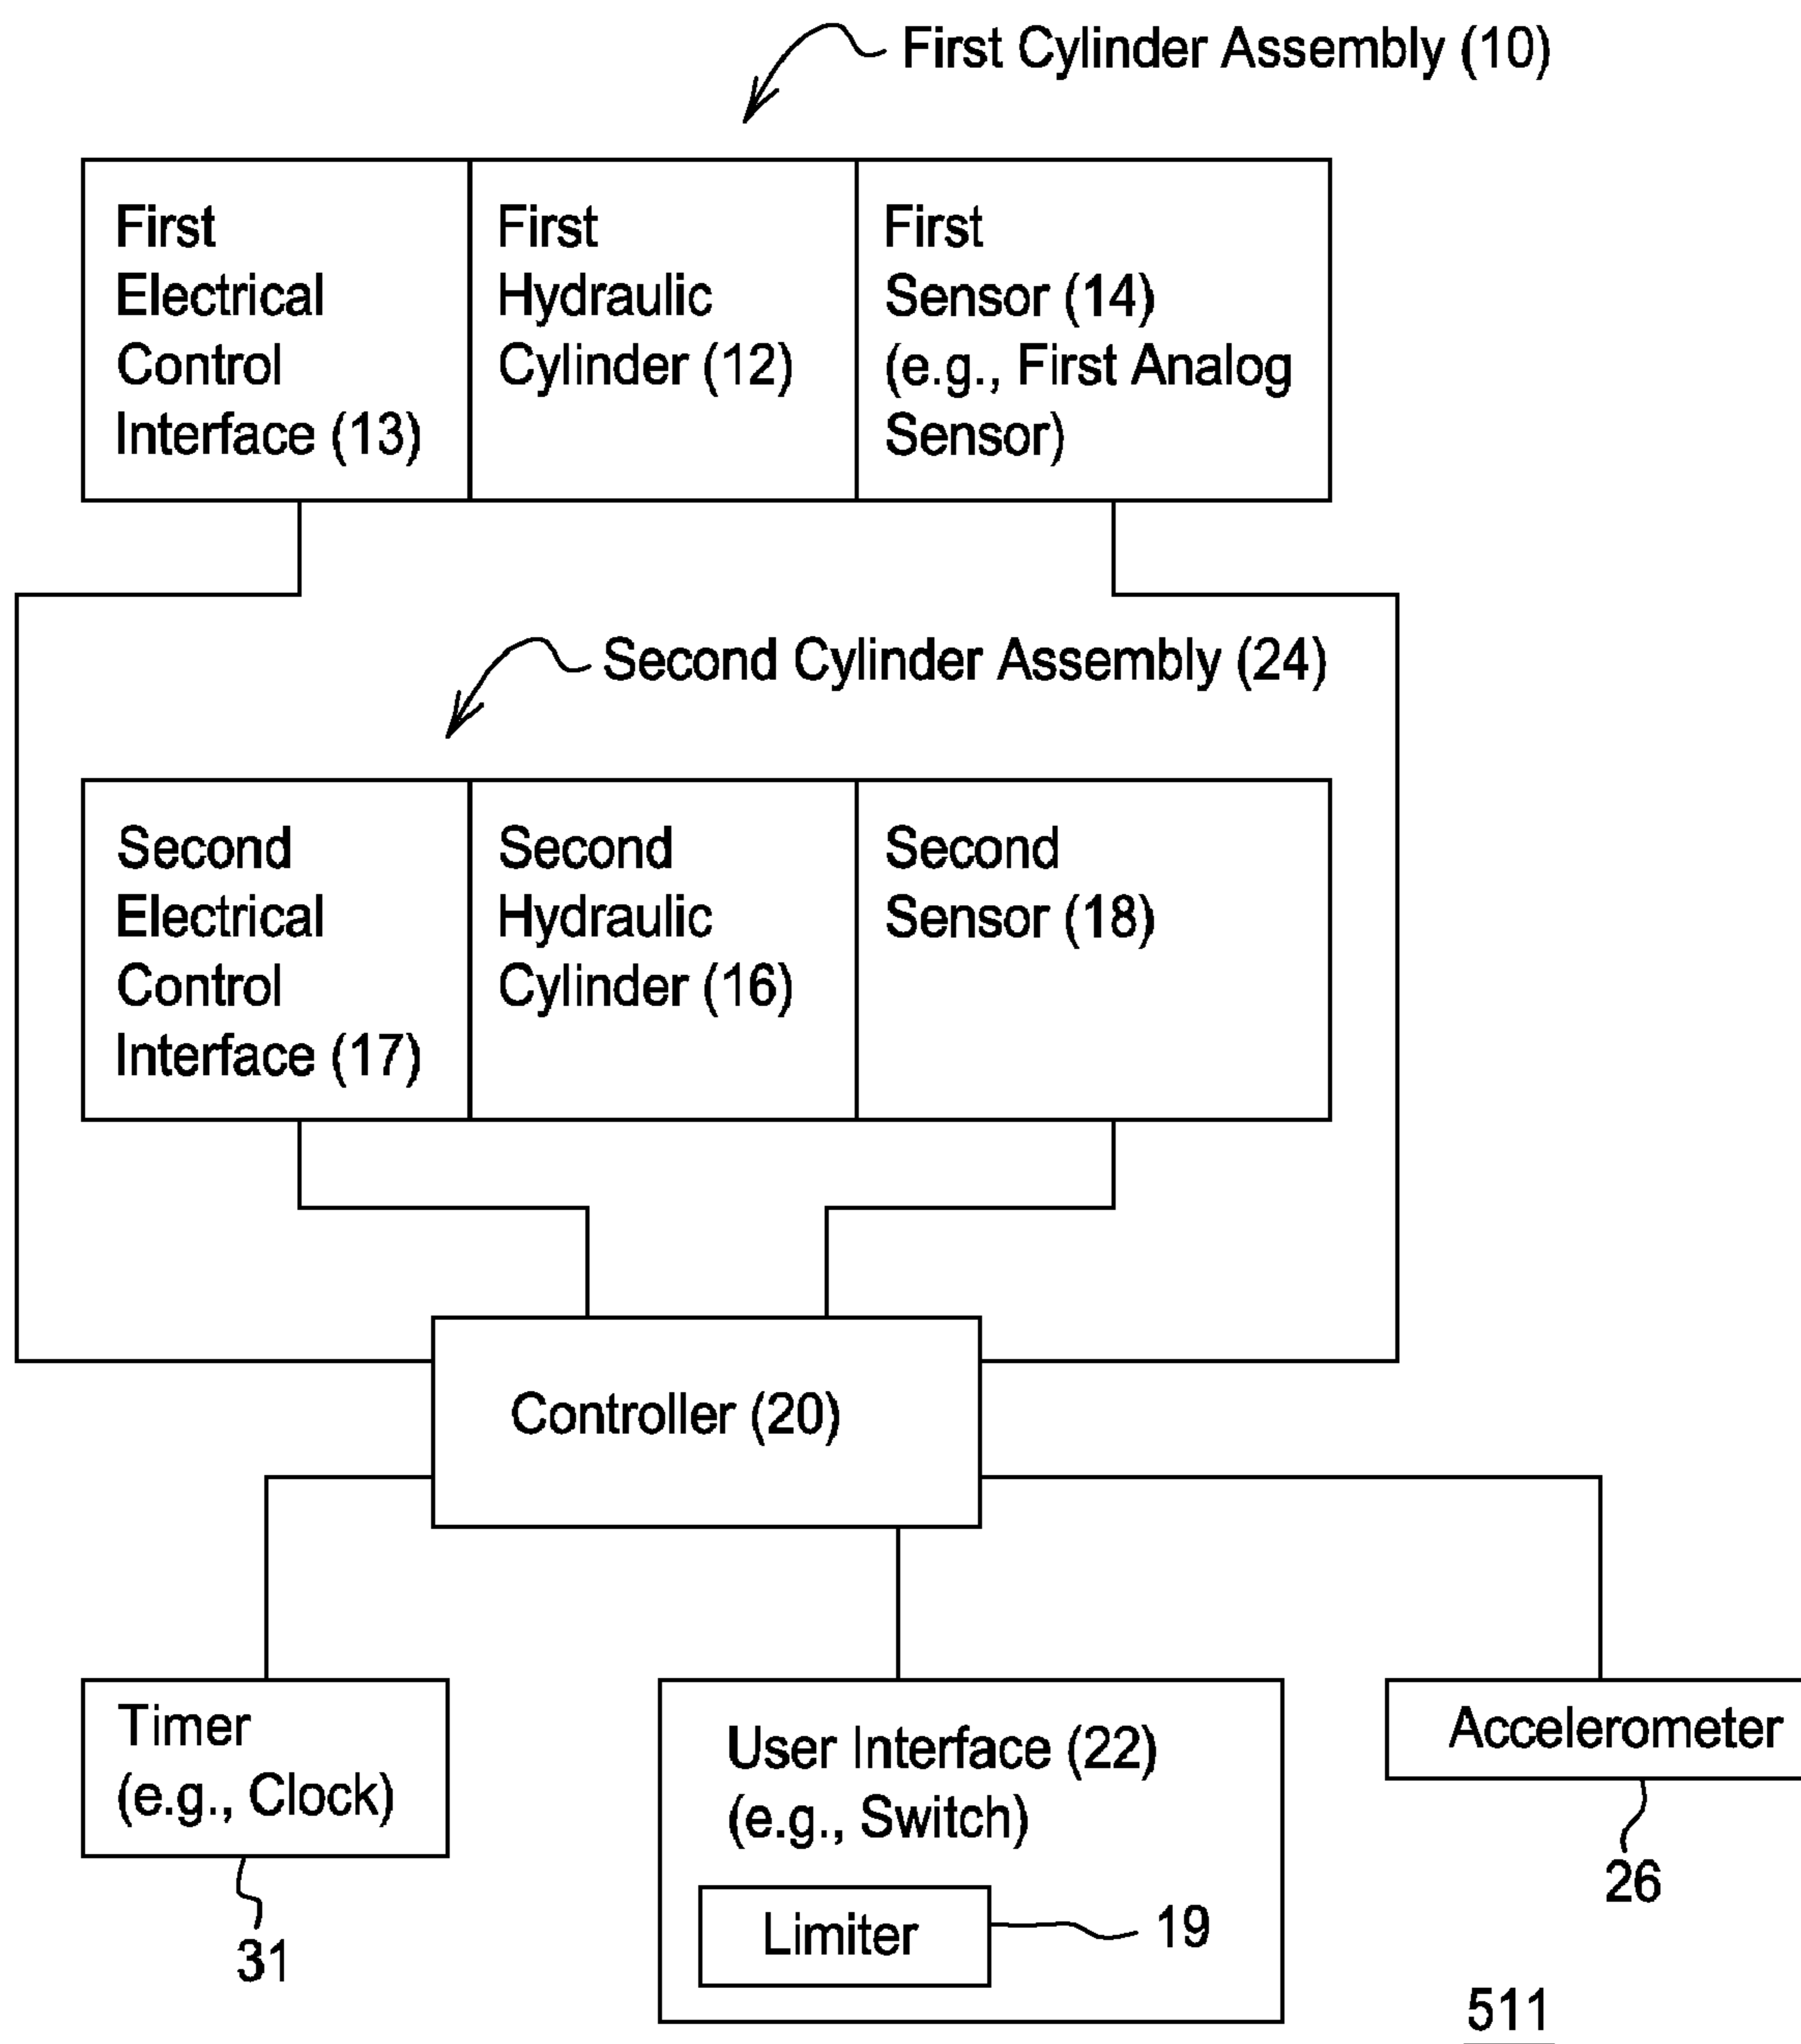 First Cylinder Assembly (10)
First
Electrical
Control
Interface (13)
First
Hydraulic
Cylinder (12)
First
Sensor (14)
(e.g., First Analog
Sensor)
Second Cylinder Assembly (24)
Second
Electrical
Control
Interface (17)
Second
Hydraulic
Cylinder (16)
Second
Sensor (18)
Controller (20)
Timer
(e.g., Clock)
31
User Interface (22)
(e.g., Switch)
Limiter
19
Accelerometer
26
511